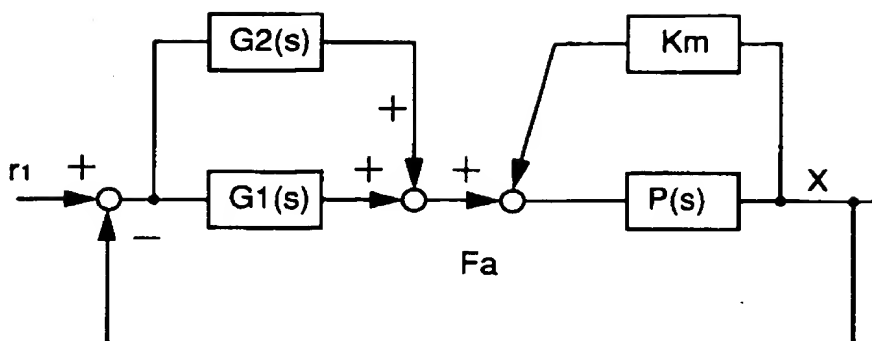 G2(s)
Km
+
r1 + + +
G1(s)
P(s)
X
−
Fa